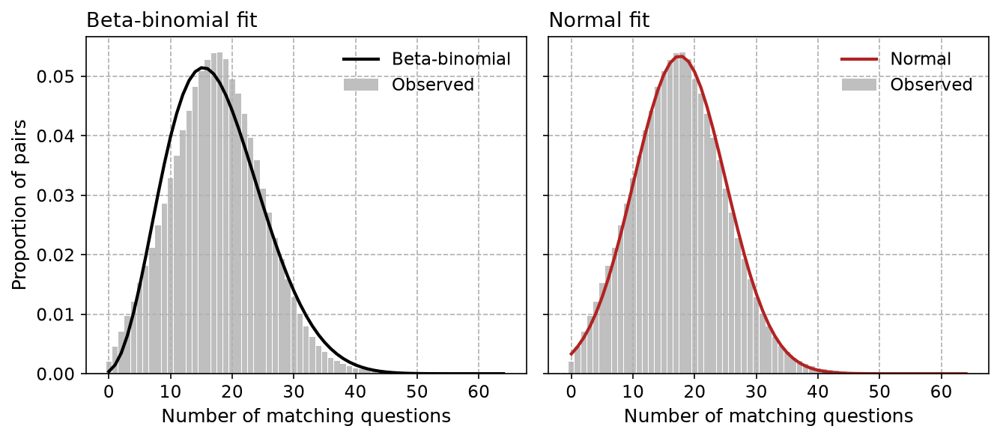 Beta-binomial fit
Beta-binomial
Observed
Proportion of pairs
0.05
0.04
0.03
0.02
0.01
0.00
0 10 20 30 40 50 60
Number of matching questions
Normal fit
Normal
Observed
0 10 20 30 40 50 60
Number of matching questions